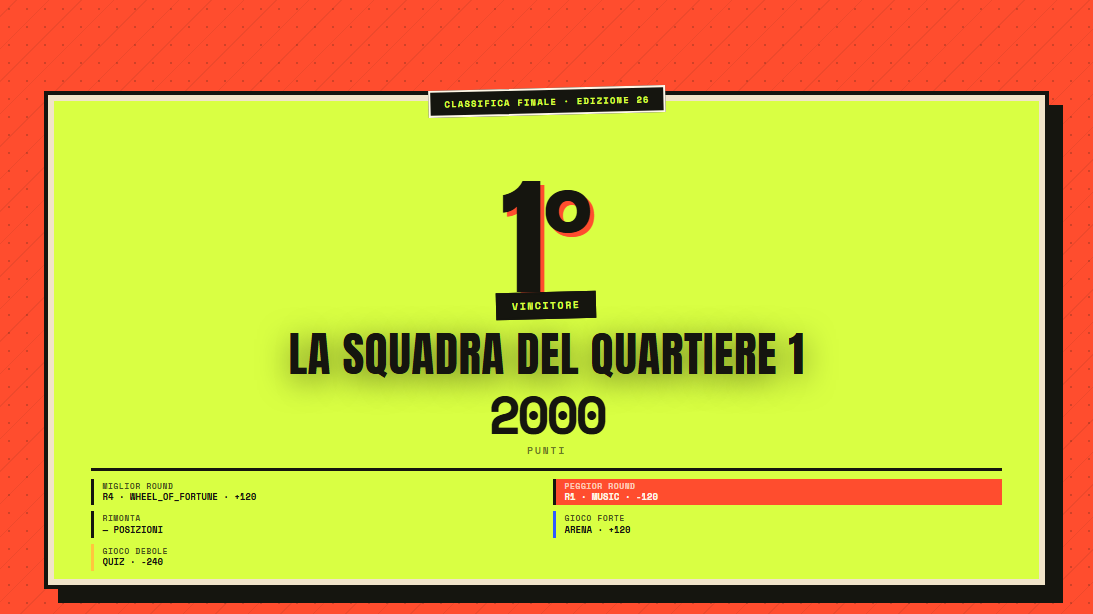 CLASSIFICA FINALE · EDIZIONE 26
1º
VINCITORE
LA SQUADRA DEL QUARTIERE 1
2000
PUNTI
MIGLIOR ROUND
R4 · WHEEL_OF_FORTUNE · +120
PEGGIOR ROUND
R1 · MUSIC · -120
RIMONTA
— POSIZIONI
GIOCO FORTE
ARENA · +120
GIOCO DEBOLE
QUIZ · -240